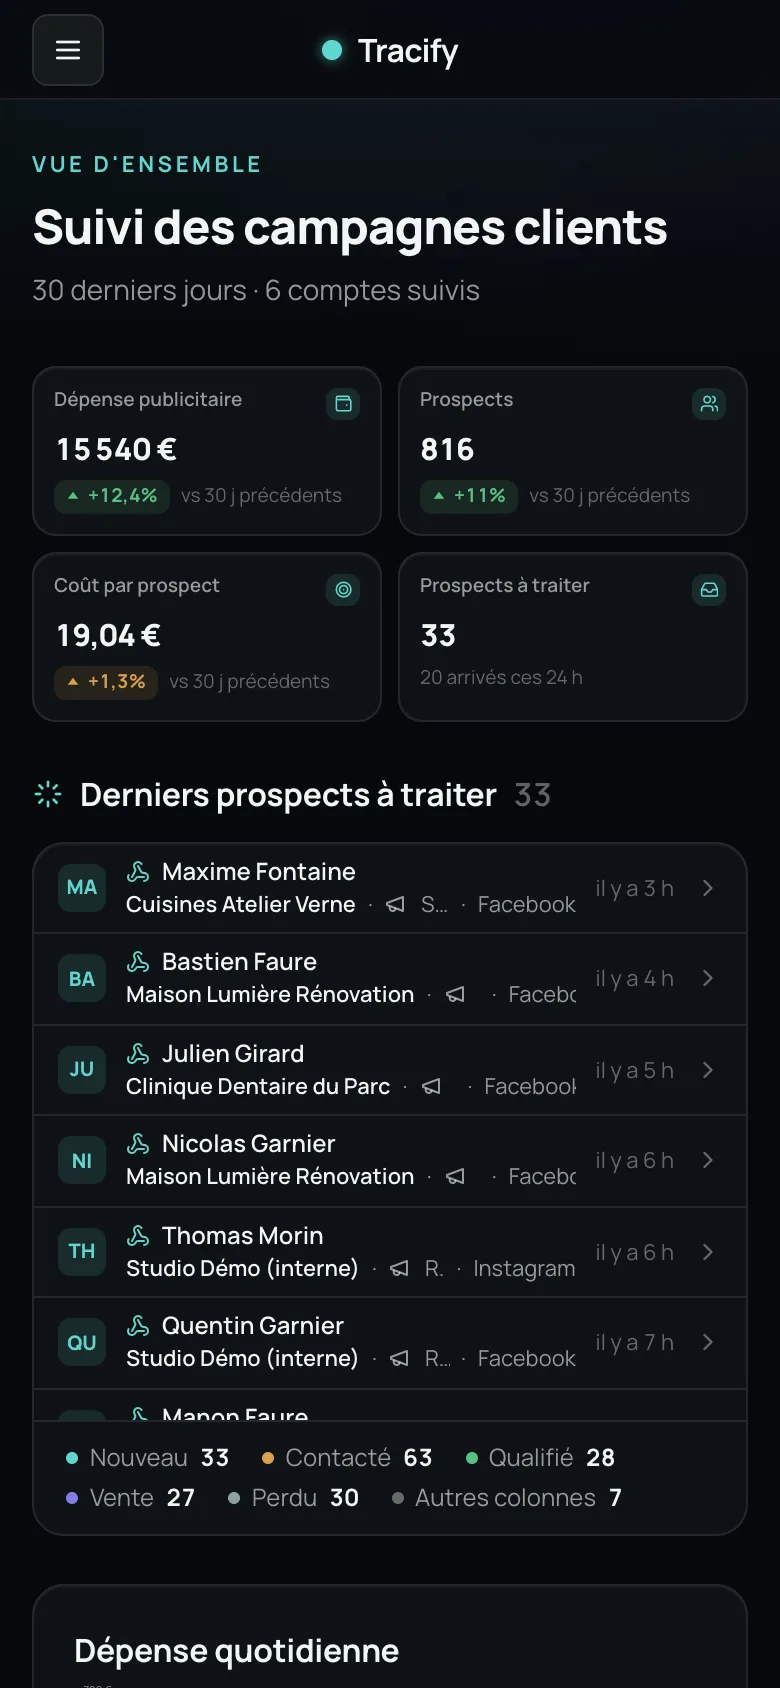 Tracify
VUE D'ENSEMBLE
Suivi des campagnes clients
30 derniers jours · 6 comptes suivis
Dépense publicitaire
15 540 €
+12,4% vs 30 j précédents
Prospects
816
+11% vs 30 j précédents
Coût par prospect
19,04 €
+1,3% vs 30 j précédents
Prospects à traiter
33
20 arrivés ces 24 h
Derniers prospects à traiter 33
MA
Maxime Fontaine
Cuisines Atelier Verne · S... · Facebook
il y a 3 h
BA
Bastien Faure
Maison Lumière Rénovation · · Facebo
il y a 4 h
JU
Julien Girard
Clinique Dentaire du Parc · · Facebook
il y a 5 h
NI
Nicolas Garnier
Maison Lumière Rénovation · · Facebo
il y a 6 h
TH
Thomas Morin
Studio Démo (interne) · R. · Instagram
il y a 6 h
QU
Quentin Garnier
Studio Démo (interne) · R... · Facebook
il y a 7 h
Manon Faure
Nouveau 33 Contacté 63 Qualifié 28
Vente 27 Perdu 30 Autres colonnes 7
Dépense quotidienne